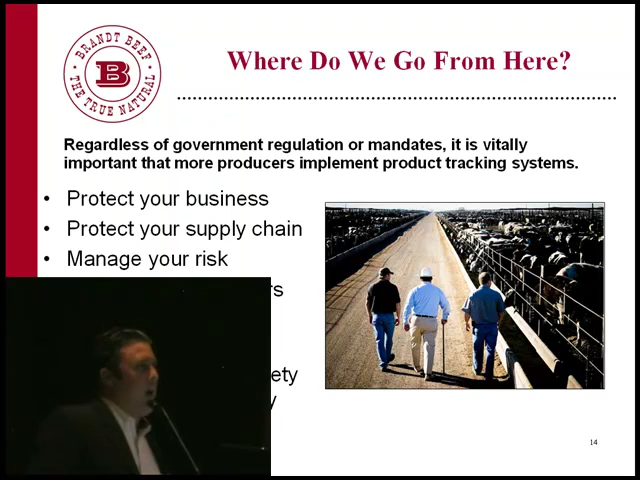 BRANDT BEEF
B
THE TRUE NATURAL
Where Do We Go From Here?
Regardless of government regulation or mandates, it is vitally
important that more producers implement product tracking systems.
• Protect your business
• Protect your supply chain
• Manage your risk
14